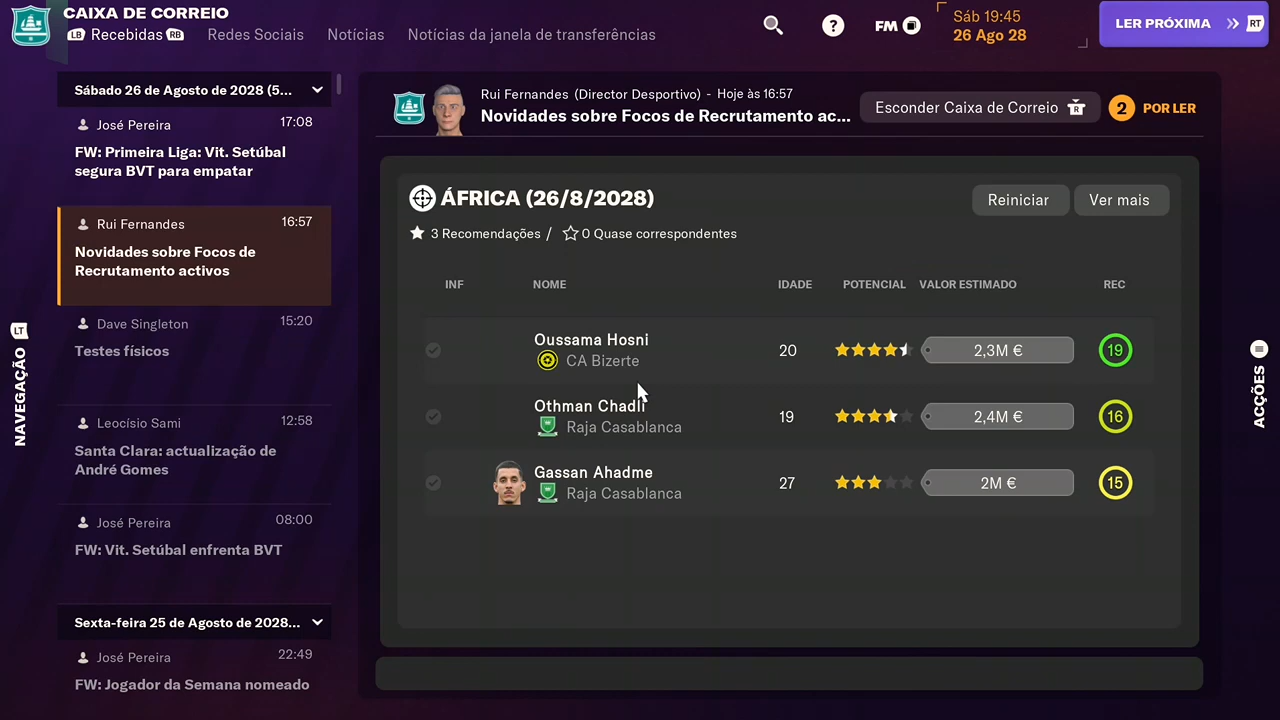 CAIXA DE CORREIO
LB Recebidas RB
Redes Sociais
Notícias
Notícias da janela de transferências
?
FM
Sáb 19:45
26 Ago 28
LER PRÓXIMA
RT
Sábado 26 de Agosto de 2028 (5...
José Pereira 17:08
FW: Primeira Liga: Vit. Setúbal
segura BVT para empatar
Rui Fernandes 16:57
Novidades sobre Focos de
Recrutamento activos
Dave Singleton 15:20
Testes físicos
Leocísio Sami 12:58
Santa Clara: actualização de
André Gomes
José Pereira 08:00
FW: Vit. Setúbal enfrenta BVT
Sexta-feira 25 de Agosto de 2028...
José Pereira 22:49
FW: Jogador da Semana nomeado
LT
NAVEGAÇÃO
Rui Fernandes (Director Desportivo) - Hoje às 16:57
Novidades sobre Focos de Recrutamento ac...
Esconder Caixa de Correio R
2 POR LER
ÁFRICA (26/8/2028)
Reiniciar
Ver mais
3 Recomendações / 0 Quase correspondentes
INF NOME IDADE POTENCIAL VALOR ESTIMADO REC
Oussama Hosni
CA Bizerte
20 2,3M € 19
Othman Chadli
Raja Casablanca
19 2,4M € 16
Gassan Ahadme
Raja Casablanca
27 2M € 15
ACÇÕES